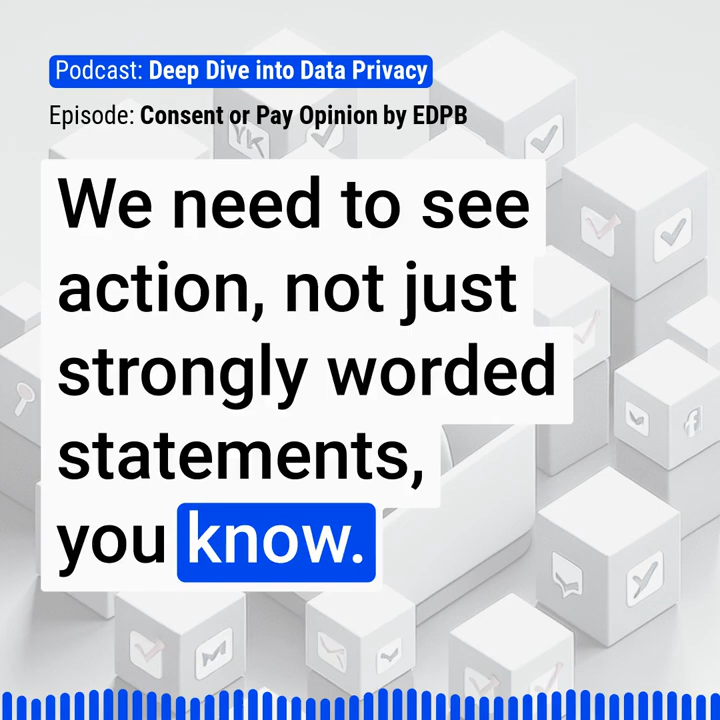 Podcast: Deep Dive into Data Privacy
Episode: Consent or Pay Opinion by EDPB
We need to see
action, not just
strongly worded
statements,
you know.